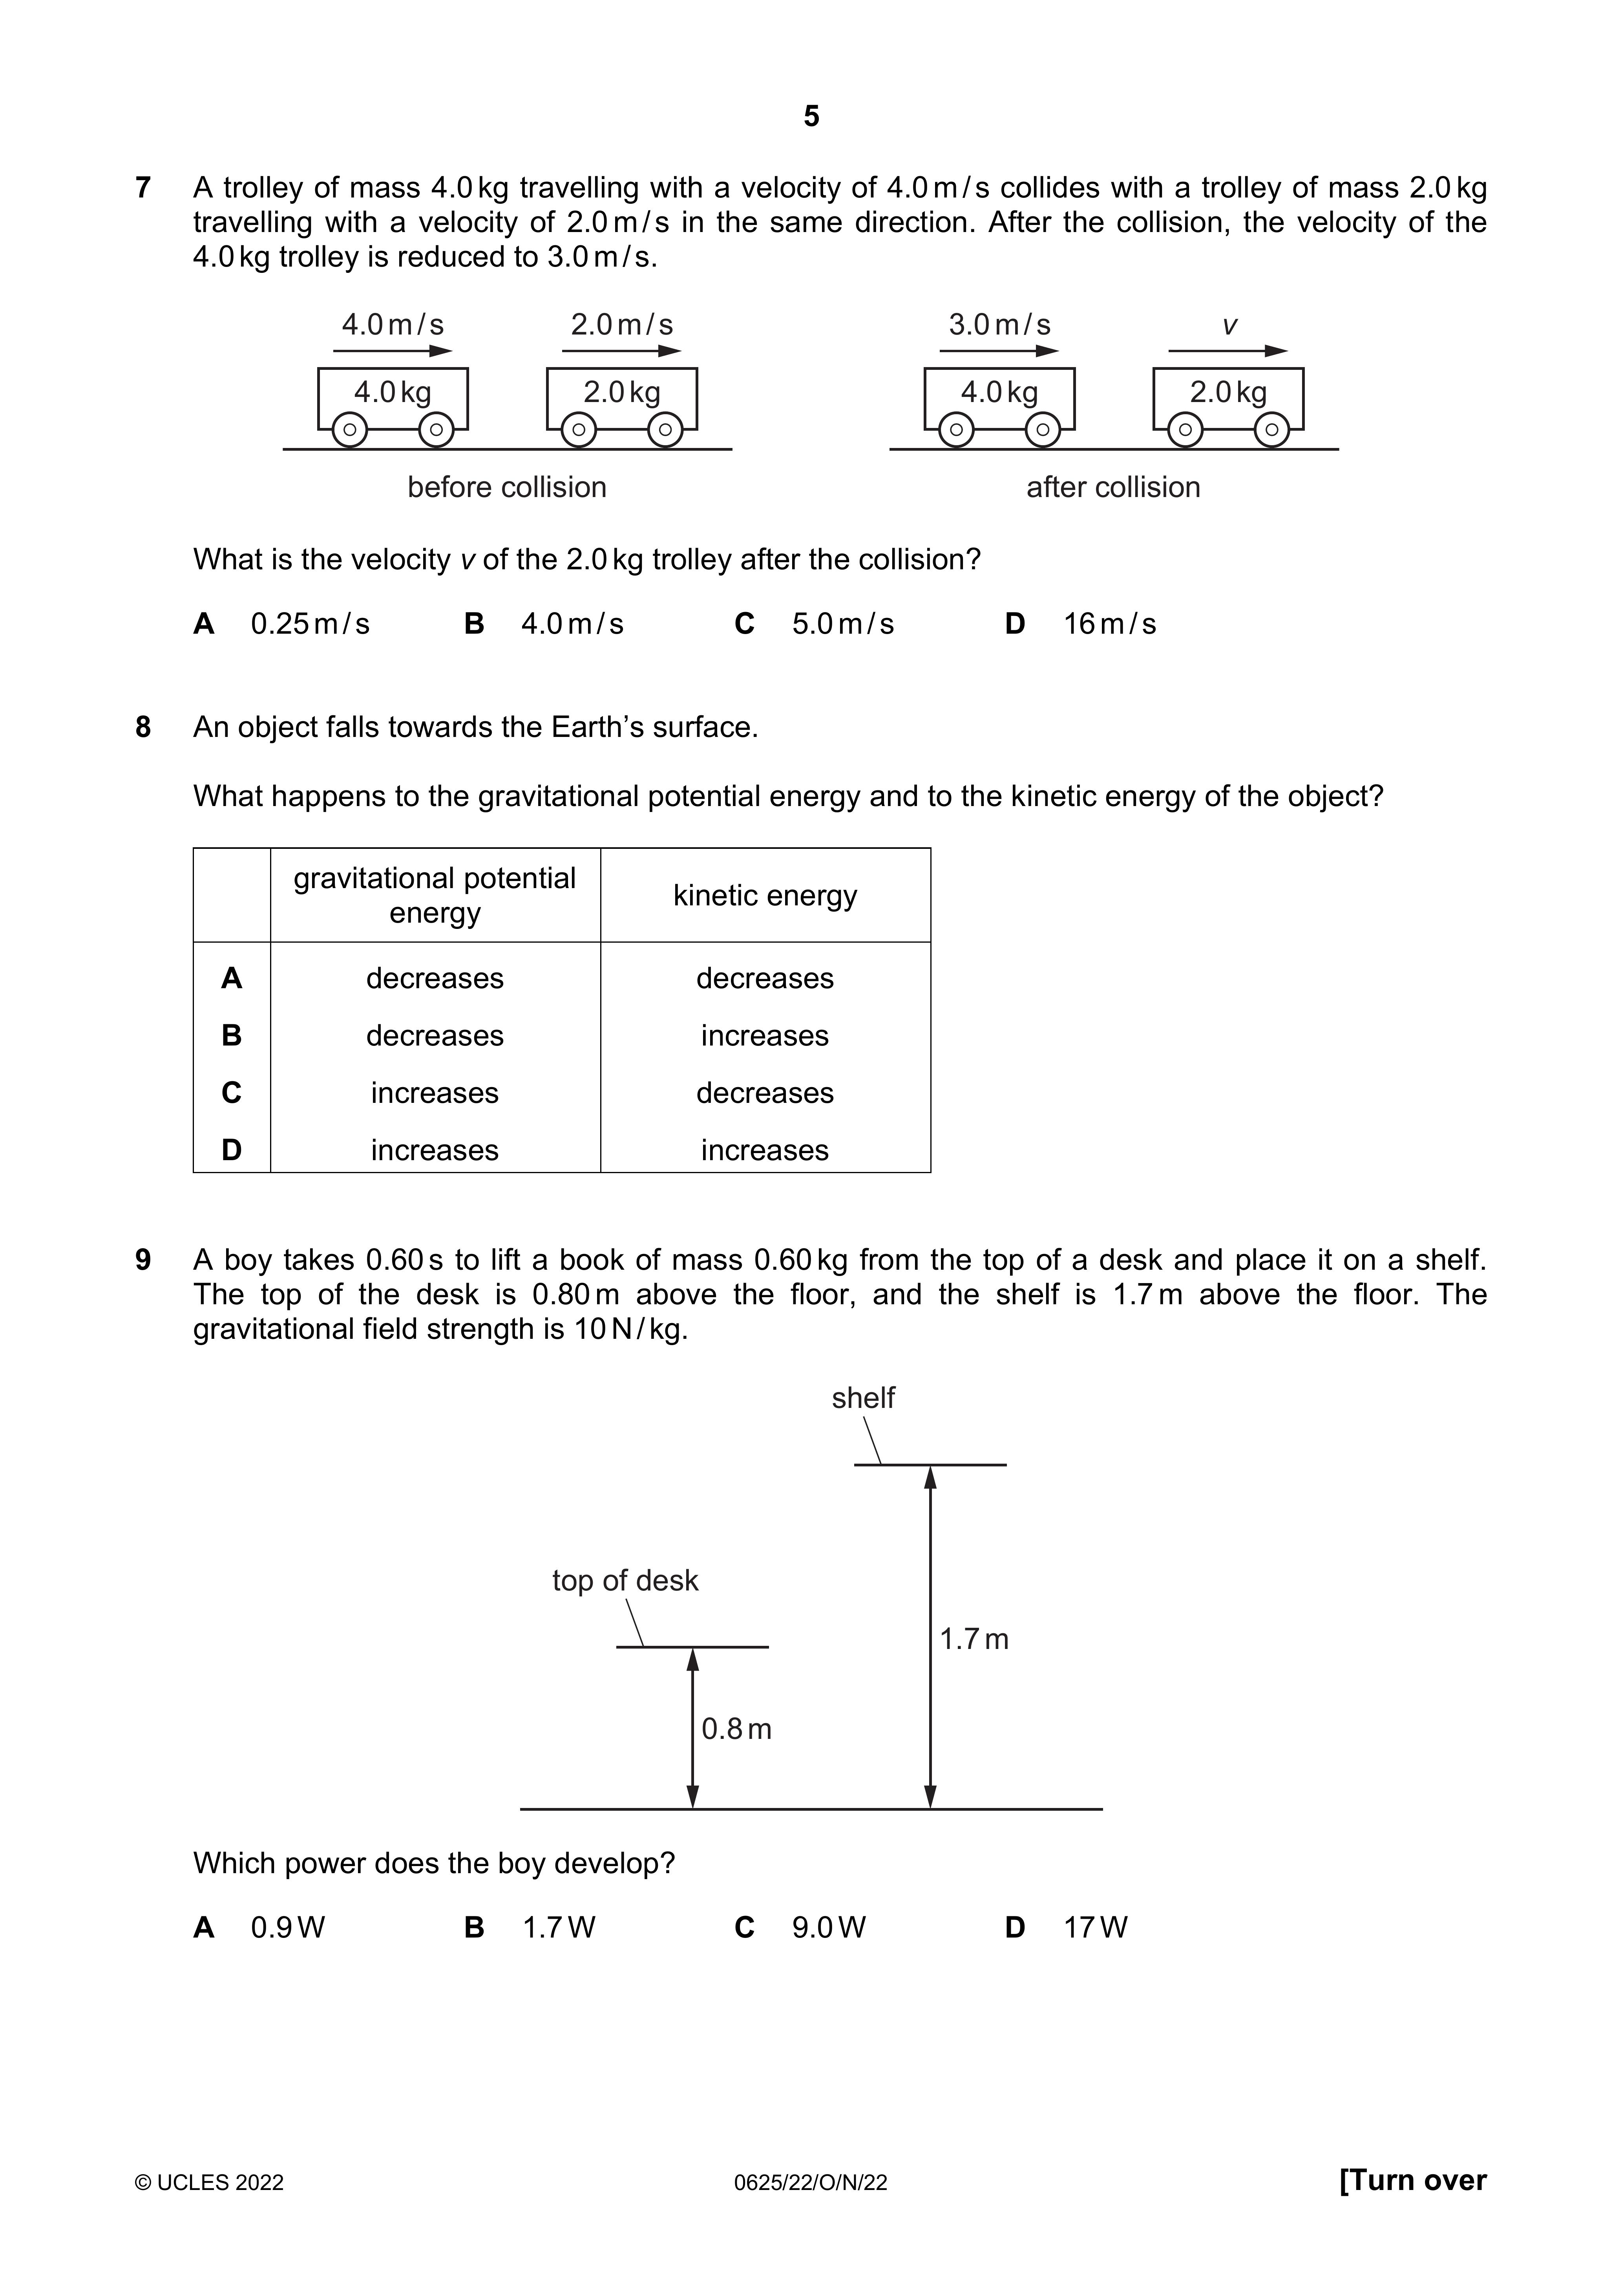 5
7 A trolley of mass 4.0 kg travelling with a velocity of 4.0 m / s collides with a trolley of mass 2.0 kg
travelling with a velocity of 2.0 m / s in the same direction. After the collision, the velocity of the
4.0 kg trolley is reduced to 3.0 m / s.
4.0 m / s 2.0 m / s 3.0 m / s v
4.0 kg 2.0 kg 4.0 kg 2.0 kg
before collision after collision
What is the velocity v of the 2.0 kg trolley after the collision?
A 0.25 m / s B 4.0 m / s C 5.0 m / s D 16 m / s
8 An object falls towards the Earth’s surface.
What happens to the gravitational potential energy and to the kinetic energy of the object?
gravitational potential
energy
kinetic energy
A decreases decreases
B decreases increases
C increases decreases
D increases increases
9 A boy takes 0.60 s to lift a book of mass 0.60 kg from the top of a desk and place it on a shelf.
The top of the desk is 0.80 m above the floor, and the shelf is 1.7 m above the floor. The
gravitational field strength is 10 N / kg.
shelf
top of desk
1.7 m
0.8 m
Which power does the boy develop?
A 0.9 W B 1.7 W C 9.0 W D 17 W
© UCLES 2022 0625/22/O/N/22 [Turn over